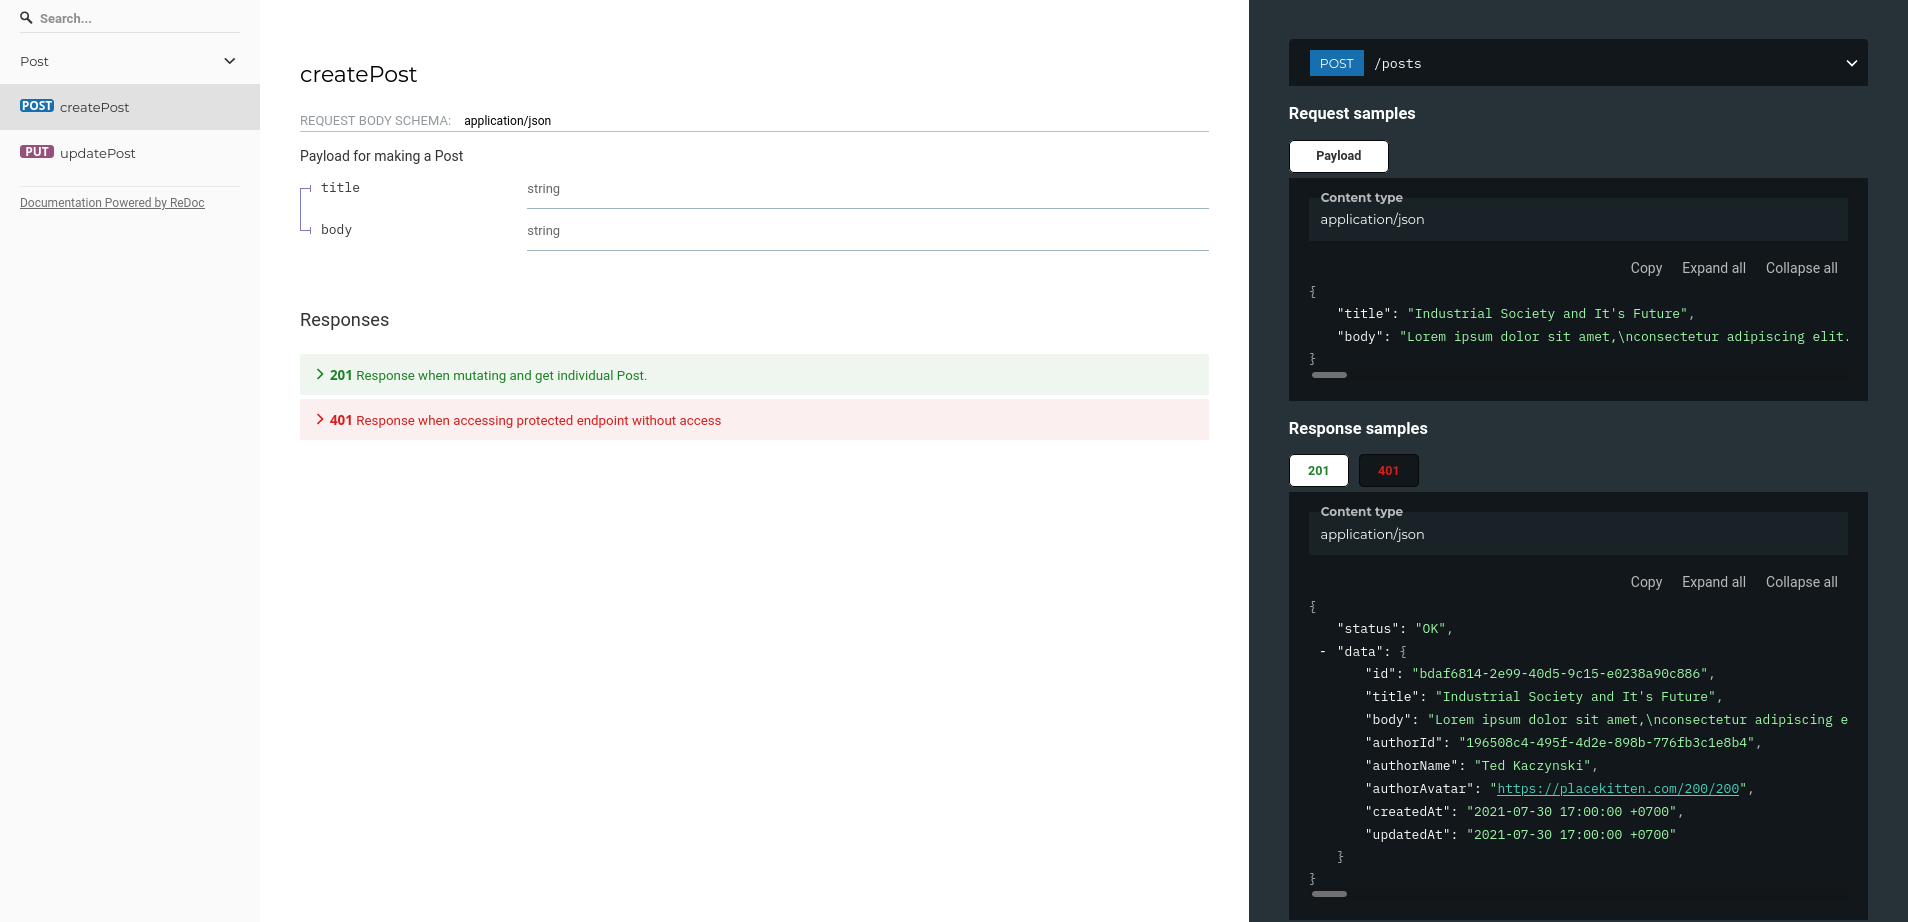 Search...
Post
POST createPost
PUT updatePost
Documentation Powered by ReDoc
createPost
REQUEST BODY SCHEMA: application/json
Payload for making a Post
title string
body string
Responses
201 Response when mutating and get individual Post.
401 Response when accessing protected endpoint without access
POST /posts
Request samples
Payload
Content type
application/json
Copy Expand all Collapse all
{
"title": "Industrial Society and It's Future",
"body": "Lorem ipsum dolor sit amet,\nconsectetur adipiscing elit.
}
Response samples
201 401
Content type
application/json
Copy Expand all Collapse all
{
"status": "OK",
- "data": {
"id": "bdaf6814-2e99-40d5-9c15-e0238a90c886",
"title": "Industrial Society and It's Future",
"body": "Lorem ipsum dolor sit amet,\nconsectetur adipiscing e
"authorId": "196508c4-495f-4d2e-898b-776fb3c1e8b4",
"authorName": "Ted Kaczynski",
"authorAvatar": "https://placekitten.com/200/200",
"createdAt": "2021-07-30 17:00:00 +0700",
"updatedAt": "2021-07-30 17:00:00 +0700"
}
}